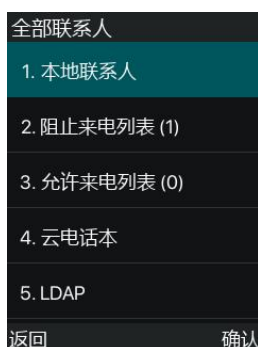 全部联系人
1. 本地联系人
2. 阻止来电列表 (1)
3. 允许来电列表 (0)
4. 云电话本
5. LDAP
返回 确认